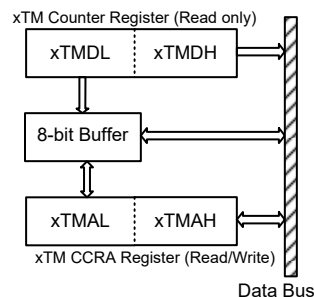 xTM Counter Register (Read only)
xTMDL
xTMDH
8-bit Buffer
xTMAL
xTMAH
xTM CCRA Register (Read/Write)
Data Bus